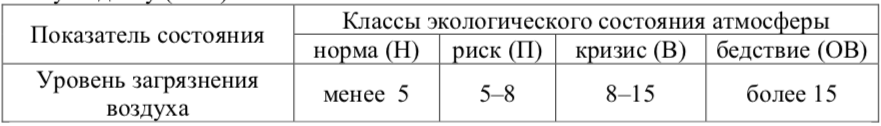 Классы экологического состояния атмосферы
Показатель состояния
норма (Н) риск (П) кризис (В) бедствие (ОВ)
Уровень загрязнения
воздуха
менее 5 5–8 8–15 более 15